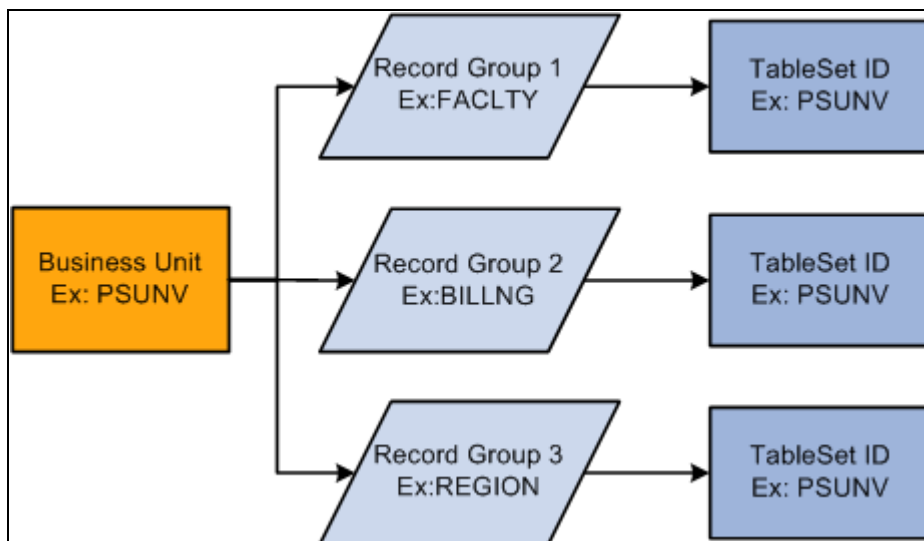 Record Group 1
Ex:FACLTY
TableSet ID
Ex: PSUNV
Business Unit
Ex: PSUNV
Record Group 2
Ex:BILLNG
TableSet ID
Ex: PSUNV
Record Group 3
Ex:REGION
TableSet ID
Ex: PSUNV